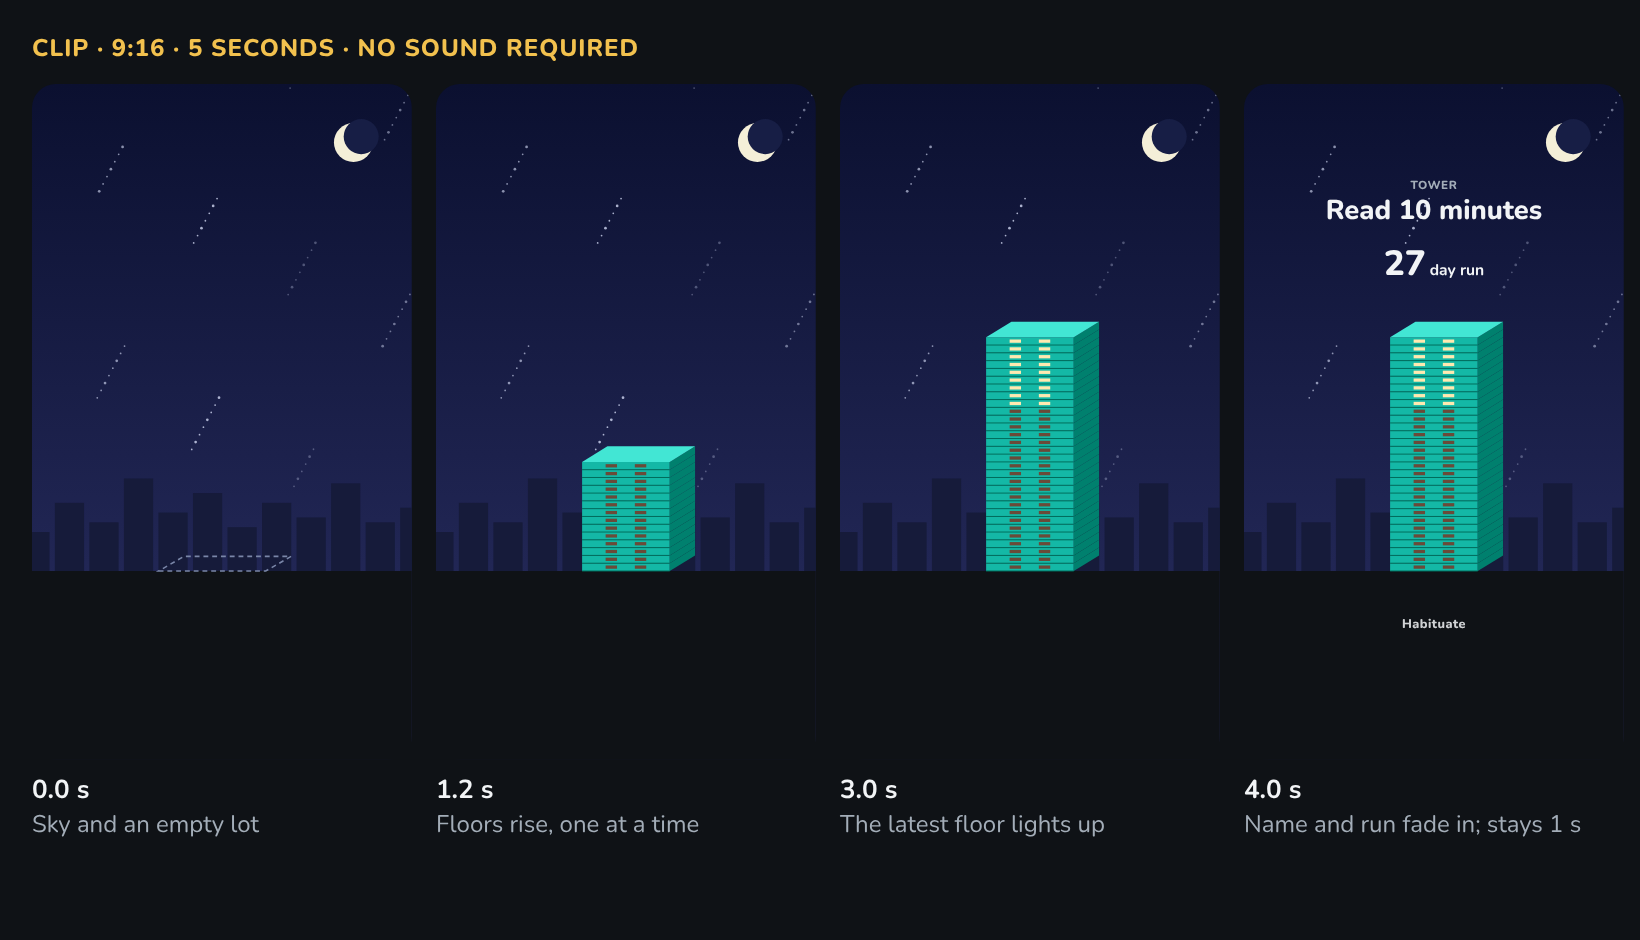 CLIP · 9:16 · 5 SECONDS · NO SOUND REQUIRED
TOWER
Read 10 minutes
27 day run
Habituate
0.0 s
Sky and an empty lot
1.2 s
Floors rise, one at a time
3.0 s
The latest floor lights up
4.0 s
Name and run fade in; stays 1 s